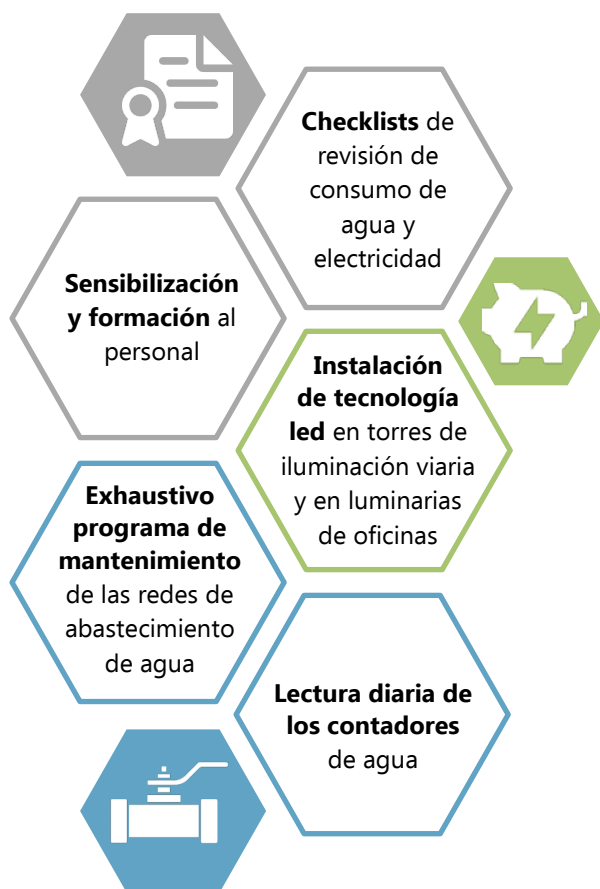 Checklists de
revisión de
consumo de
agua y
electricidad
Sensibilización
y formación al
personal
Instalación
de tecnología
led en torres de
iluminación viaria
y en luminarias
de oficinas
Exhaustivo
programa de
mantenimiento
de las redes de
abastecimiento
de agua
Lectura diaria de
los contadores
de agua